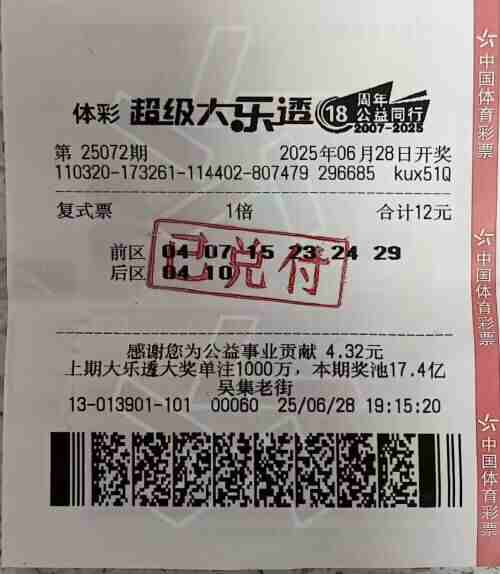 体彩 超级大乐透 18 周年 公益同行 2007-2025
第 25072期 2025年06月28日开奖
110320-173261-114402-807479 296685 kux51Q
复式票 1倍 合计12元
前区 04 07 15 23 24 29
后区 04 10
已兑付
感谢您为公益事业贡献 4.32元
上期大乐透大奖单注1000万，本期奖池17.4亿
吴集老街
13-013901-101 00060 25/06/28 19:15:20
中国体育彩票
中国体育彩票
中国体育彩票